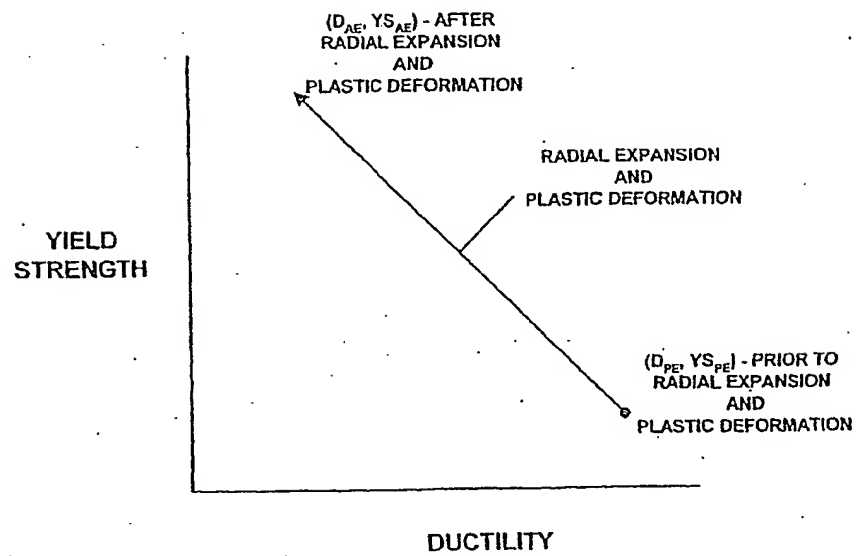 (D_AE, YS_AE) - AFTER
RADIAL EXPANSION
AND
PLASTIC DEFORMATION
RADIAL EXPANSION
AND
PLASTIC DEFORMATION
YIELD
STRENGTH
(D_PE, YS_PE) - PRIOR TO
RADIAL EXPANSION
AND
PLASTIC DEFORMATION
DUCTILITY